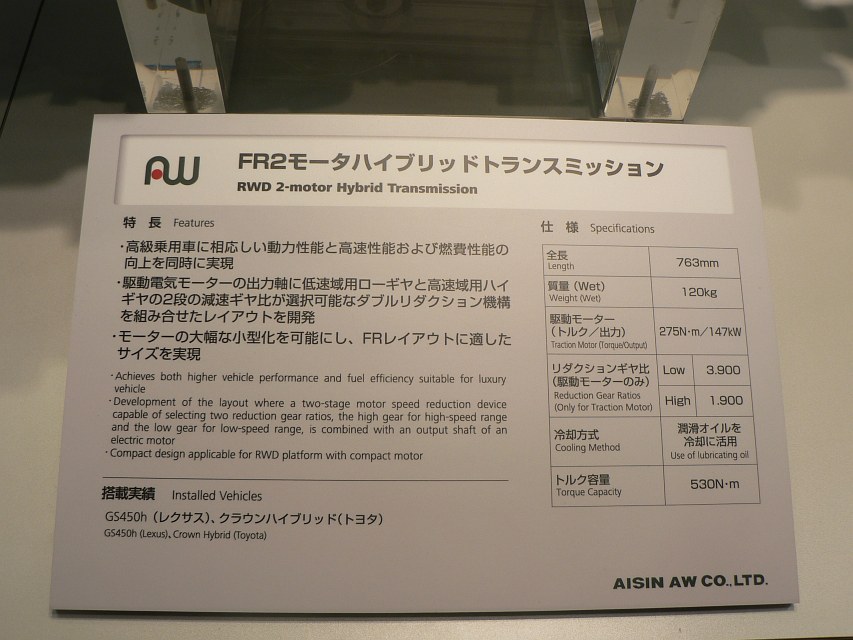 AW
FR2モータハイブリッドトランスミッション
RWD 2-motor Hybrid Transmission
特 長 Features
・高級乗用車に相応しい動力性能と高速性能および燃費性能の
向上を同時に実現
・駆動電気モーターの出力軸に低速域用ローギヤと高速域用ハイ
ギヤの2段の減速ギヤ比が選択可能なダブルリダクション機構
を組み合せたレイアウトを開発
・モーターの大幅な小型化を可能にし、FRレイアウトに適した
サイズを実現
・Achieves both higher vehicle performance and fuel efficiency suitable for luxury
vehicle
・Development of the layout where a two-stage motor speed reduction device
capable of selecting two reduction gear ratios, the high gear for high-speed range
and the low gear for low-speed range, is combined with an output shaft of an
electric motor
・Compact design applicable for RWD platform with compact motor
搭載実績 Installed Vehicles
GS450h（レクサス）、クラウンハイブリッド（トヨタ）
GS450h (Lexus), Crown Hybrid (Toyota)
仕 様 Specifications
全長
Length
763mm
質量（Wet）
Weight (Wet)
120kg
駆動モーター
（トルク／出力）
Traction Motor (Torque/Output)
275N・m／147kW
リダクションギヤ比
（駆動モーターのみ）
Reduction Gear Ratios
(Only for Traction Motor)
Low 3.900
High 1.900
冷却方式
Cooling Method
潤滑オイルを
冷却に活用
Use of lubricating oil
トルク容量
Torque Capacity
530N・m
AISIN AW CO., LTD.